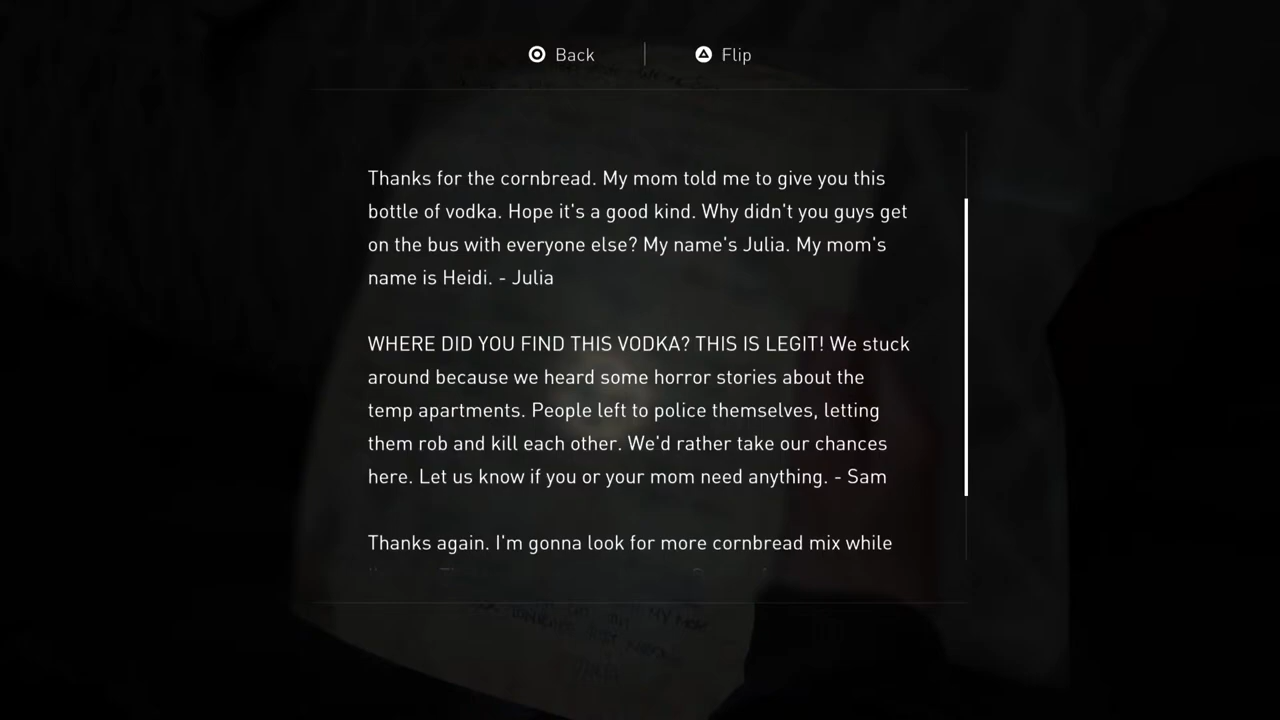 Back
Flip
Thanks for the cornbread. My mom told me to give you this
bottle of vodka. Hope it's a good kind. Why didn't you guys get
on the bus with everyone else? My name's Julia. My mom's
name is Heidi. - Julia
WHERE DID YOU FIND THIS VODKA? THIS IS LEGIT! We stuck
around because we heard some horror stories about the
temp apartments. People left to police themselves, letting
them rob and kill each other. We'd rather take our chances
here. Let us know if you or your mom need anything. - Sam
Thanks again. I'm gonna look for more cornbread mix while